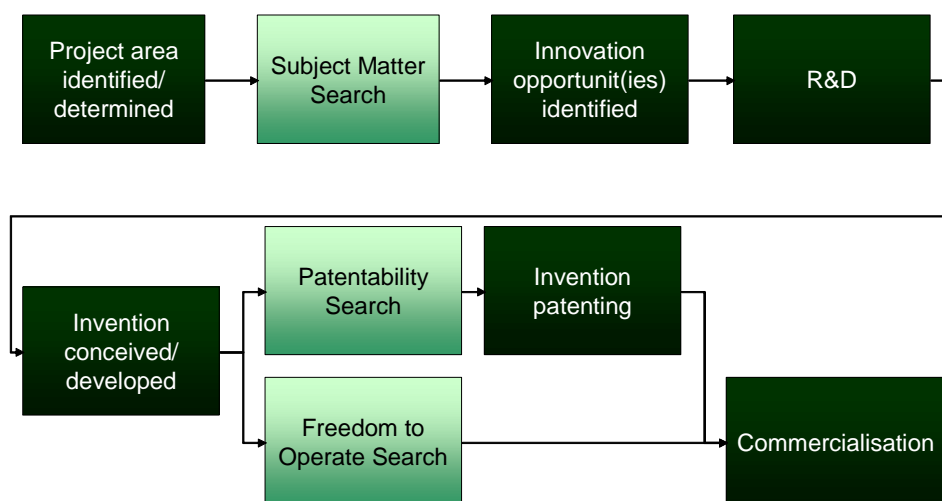 Project area
identified/
determined
Subject Matter
Search
Innovation
opportunit(ies)
identified
R&D
Invention
conceived/
developed
Patentability
Search
Invention
patenting
Freedom to
Operate Search
Commercialisation